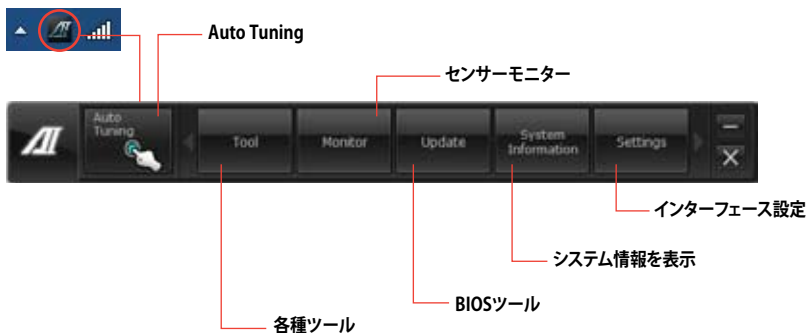 Auto Tuning
センサーモニター
Auto
Tuning
Tool
Monitor
Update
System
Information
Settings
インターフェース設定
システム情報を表示
BIOSツール
各種ツール